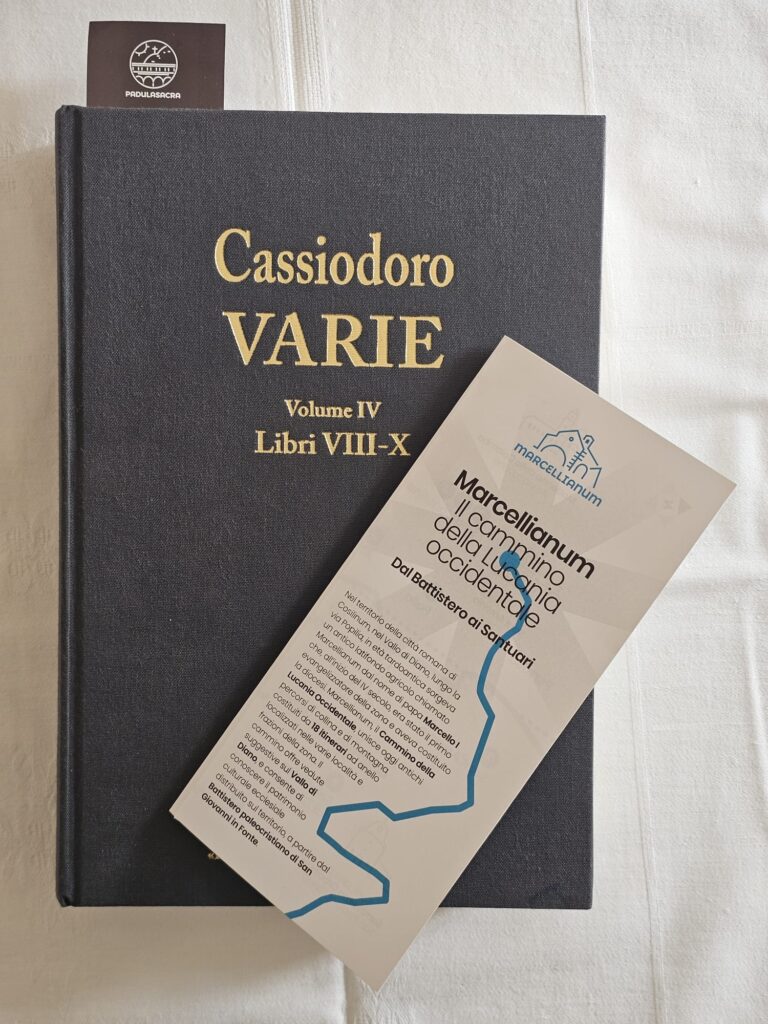 PADULASACRA
Cassiodoro
VARIE
Volume IV
Libri VIII-X
MARCELLIANUM
Marcellianum
Il cammino
della Lucania
occidentale
Dal Battistero ai Santuari
Nel territorio della città romana di
Cosilinum, nel Vallo di Diano, lungo la
via Popilia, in età tardoantica sorgeva
un antico latifondo agricolo chiamato
Marcellianum dal nome di papa Marcello I
che, all'inizio del IV secolo, era stato il primo
evangelizzatore della zona e aveva costituito
la diocesi. Marcellianum, il Cammino della
Lucania Occidentale, unisce oggi antichi
percorsi di collina e di montagna
costituiti da 18 itinerari, ad anello
localizzati nelle varie località e
frazioni della zona. Il
cammino offre vedute
suggestive sul Vallo di
Diano, e consente di
conoscere il patrimonio
culturale ecclesiale
distribuito sul territorio, a partire dal
Battistero paleocristiano di San
Giovanni in Fonte.